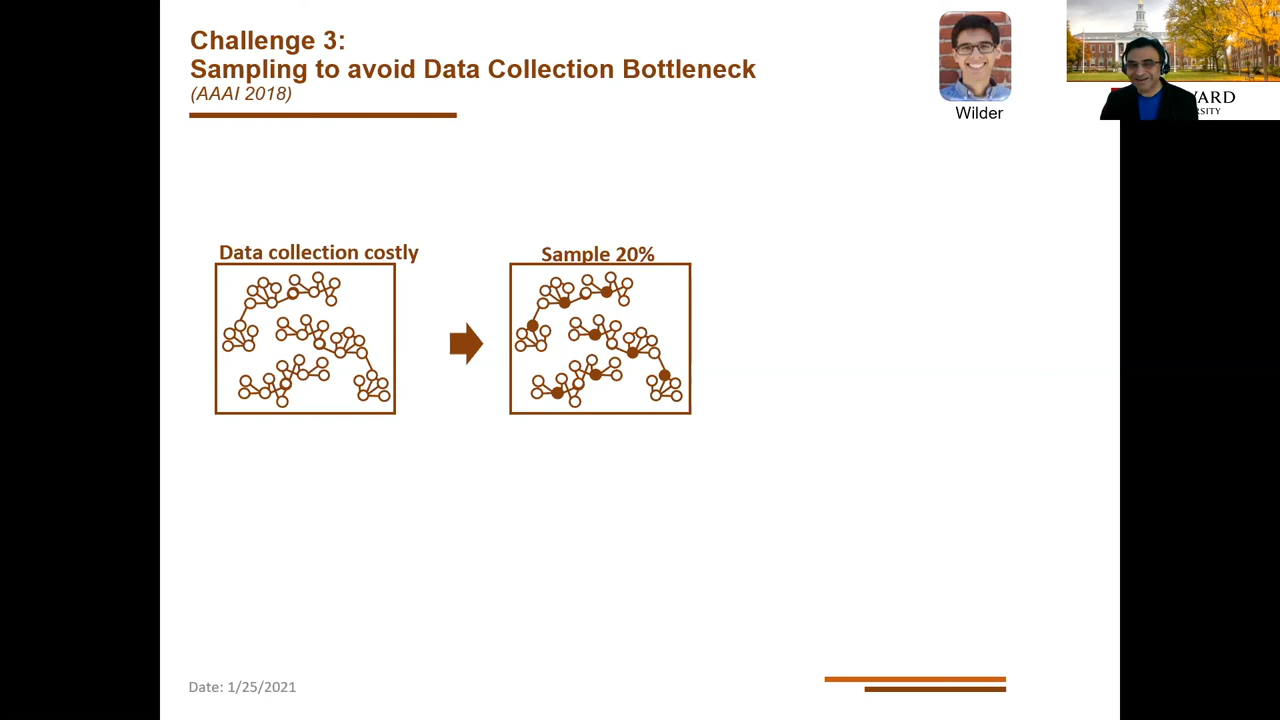 Challenge 3:
Sampling to avoid Data Collection Bottleneck
(AAAI 2018)
Wilder
Data collection costly
Sample 20%
Date: 1/25/2021